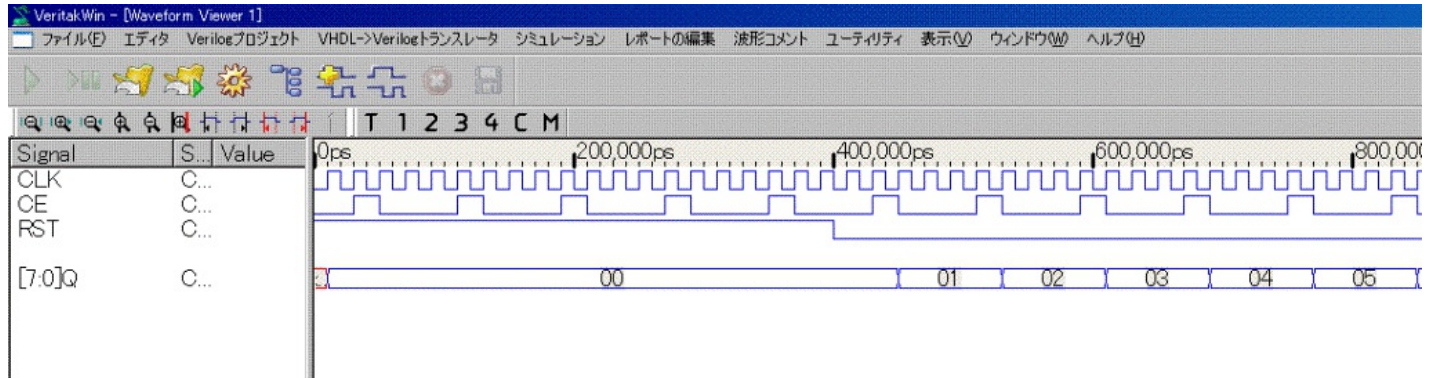 VeritakWin - [Waveform Viewer 1]
ファイル(F) エディタ Verilogプロジェクト VHDL->Verilogトランスレータ シミュレーション レポートの編集 波形コメント ユーティリティ 表示(V) ウィンドウ(W) ヘルプ(H)
T 1 2 3 4 C M
Signal S... Value 0ps 200,000ps 400,000ps 600,000ps 800,00
CLK C...
CE C...
RST C...
[7:0]Q C... 00 01 02 03 04 05